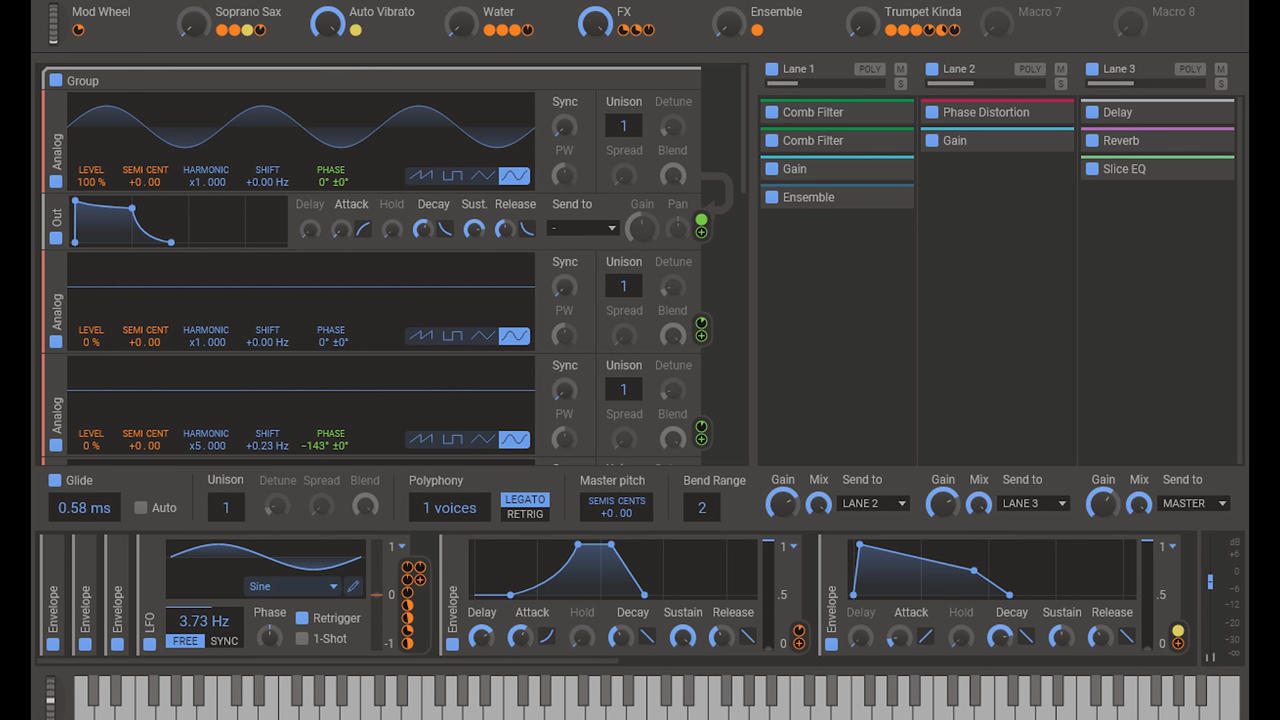 Mod Wheel Soprano Sax Auto Vibrato Water FX Ensemble Trumpet Kinda Macro 7 Macro 8
Group
Analog
Sync Unison Detune
1
PW Spread Blend
LEVEL SEMI CENT HARMONIC SHIFT PHASE
100 % +0.00 x1.000 +0.00 Hz 0° ±0°
Out
Delay Attack Hold Decay Sust. Release Send to Gain Pan
-
Analog
Sync Unison Detune
1
PW Spread Blend
LEVEL SEMI CENT HARMONIC SHIFT PHASE
0 % +0.00 x1.000 +0.00 Hz 0° ±0°
Analog
Sync Unison Detune
1
PW Spread Blend
LEVEL SEMI CENT HARMONIC SHIFT PHASE
0 % +0.00 x5.000 +0.23 Hz −143° ±0°
Lane 1 POLY M
S
Comb Filter
Comb Filter
Gain
Ensemble
Lane 2 POLY M
S
Phase Distortion
Gain
Lane 3 POLY M
S
Delay
Reverb
Slice EQ
Glide Unison Detune Spread Blend Polyphony Master pitch Bend Range
0.58 ms Auto 1 1 voices LEGATO RETRIG SEMIS CENTS +0.00 2
Gain Mix Send to Gain Mix Send to Gain Mix Send to
LANE 2 LANE 3 MASTER
Envelope
Envelope
Envelope
LFO
Sine
3.73 Hz
FREE SYNC
Phase Retrigger
1-Shot
1
0
-1
Envelope
Delay Attack Hold Decay Sustain Release
1
.5
0
Envelope
Delay Attack Hold Decay Sustain Release
1
.5
0
dB
+6
0
-6
-12
-20
-30
-∞